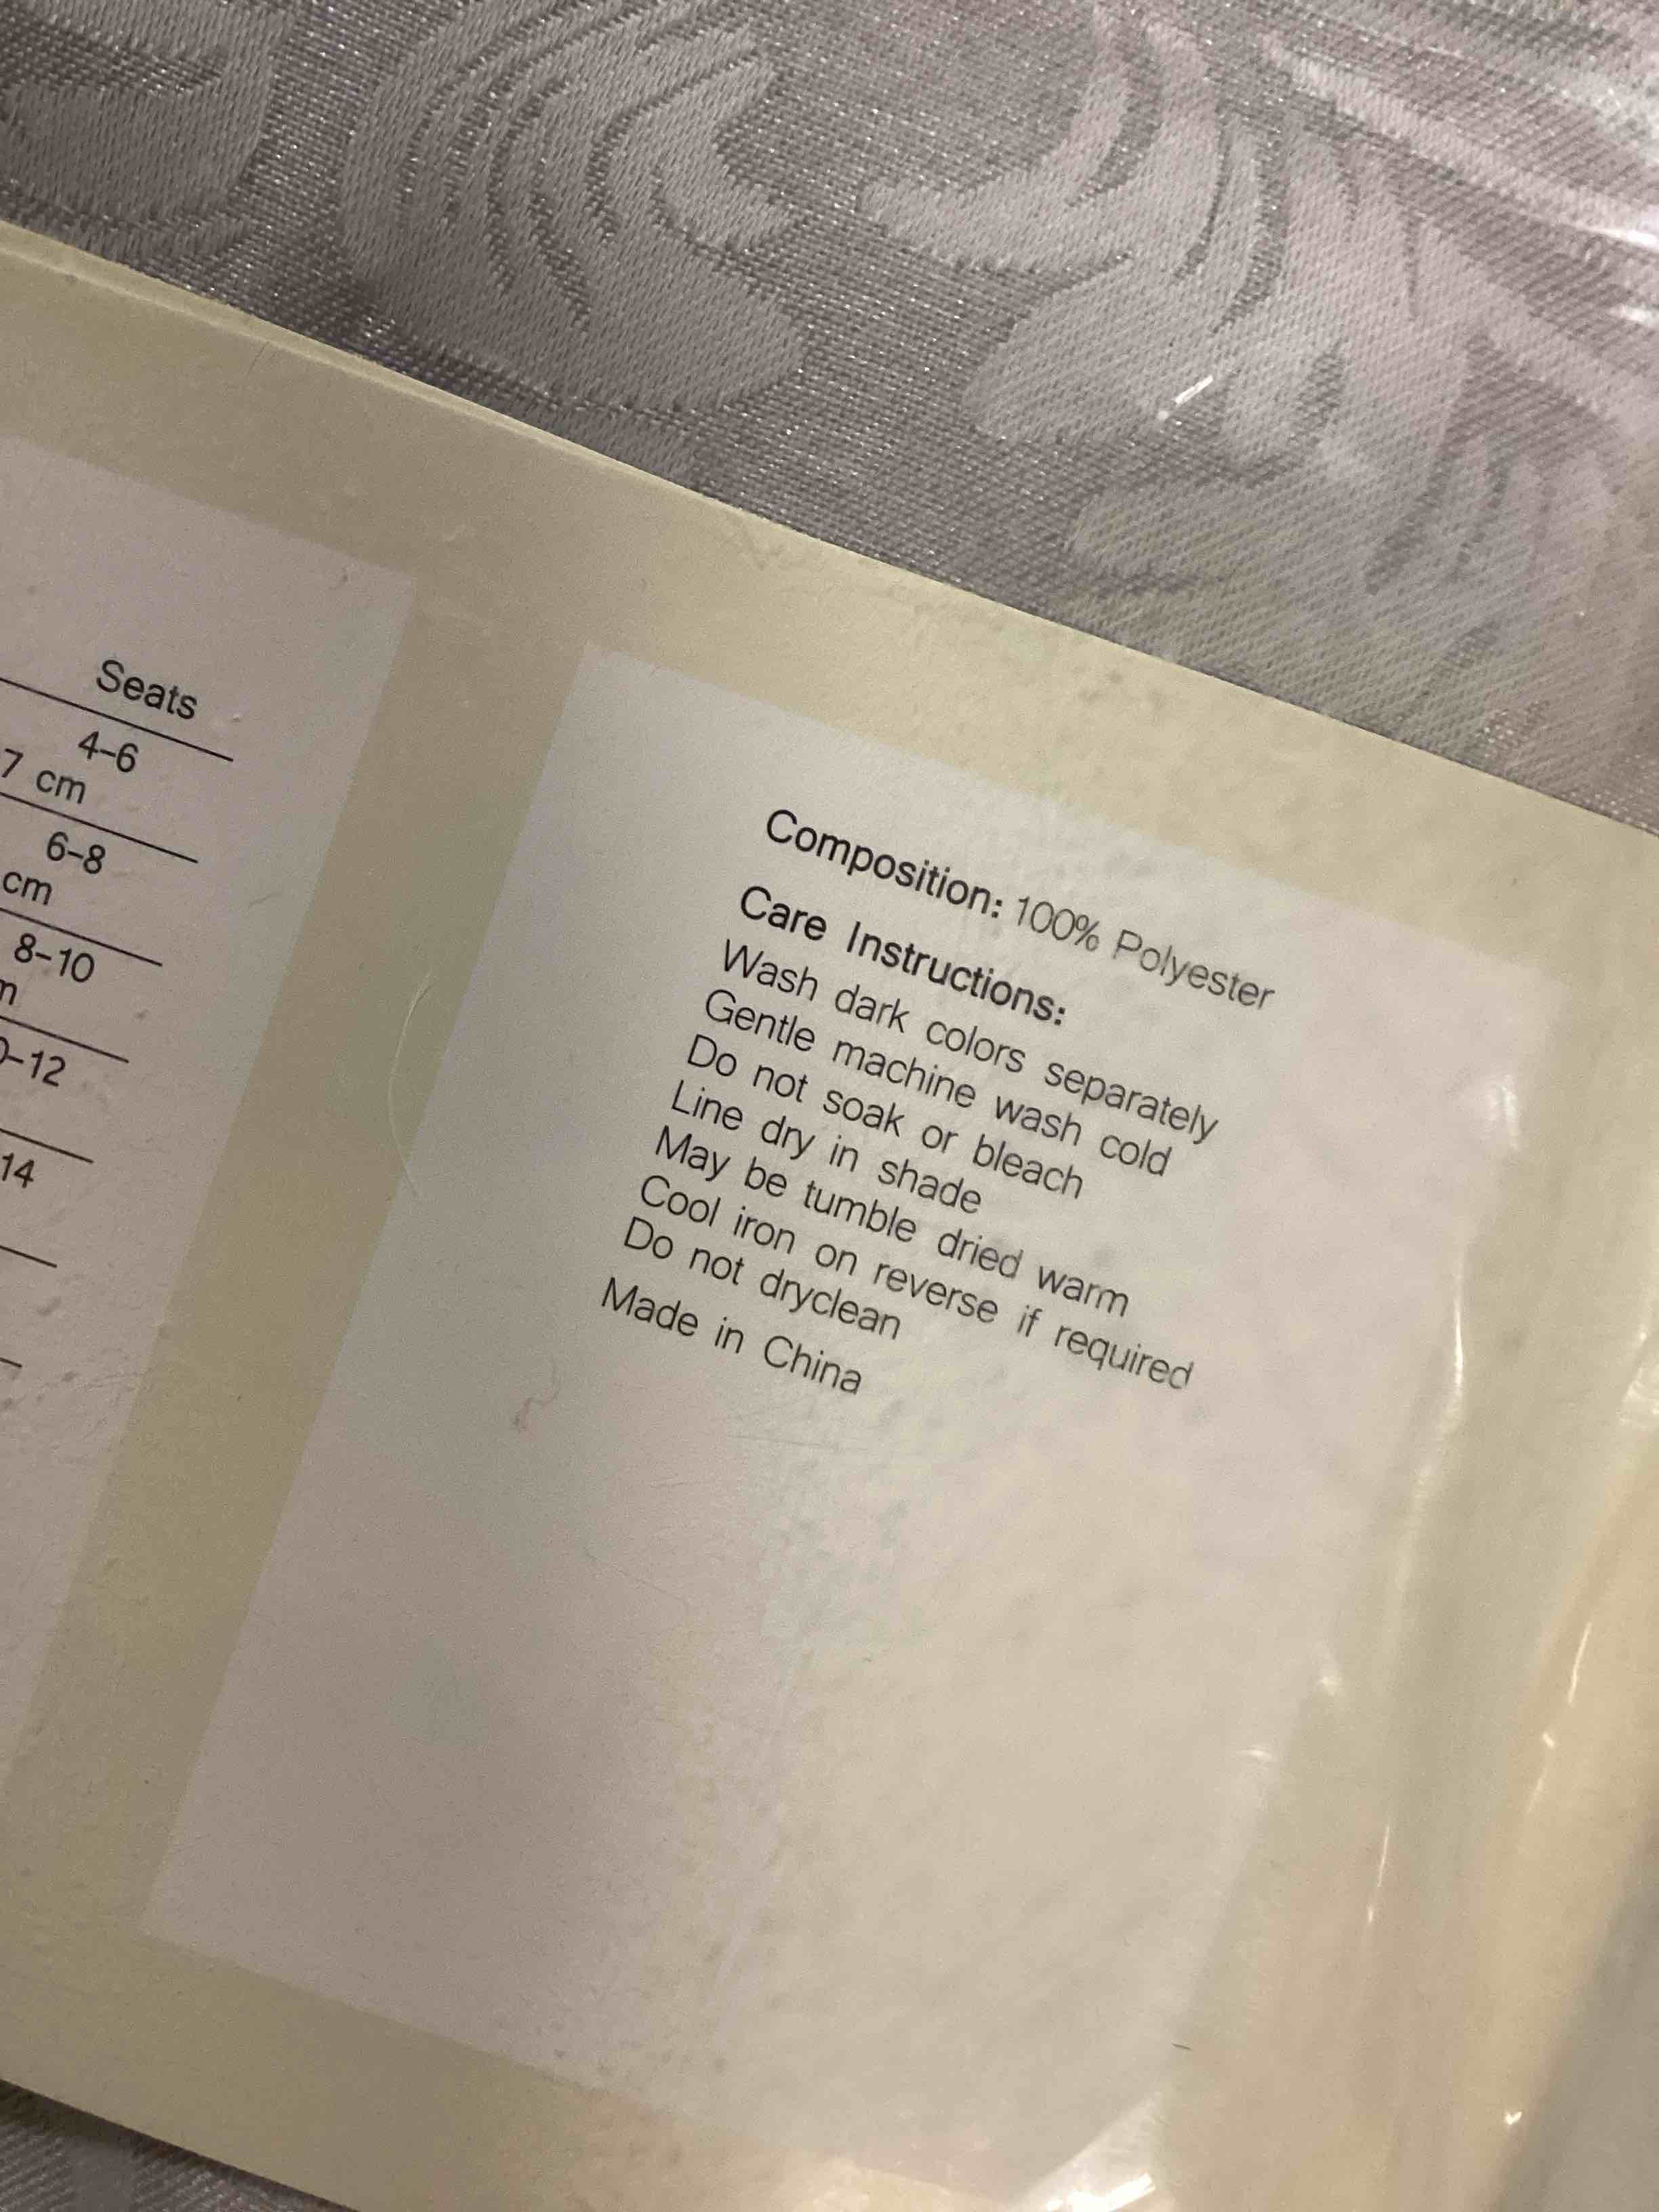 Seats
4–6
7 cm
6–8
cm
8–10
–12
14
Composition: 100% Polyester
Care Instructions:
Wash dark colors separately
Gentle machine wash cold
Do not soak or bleach
Line dry in shade
May be tumble dried warm
Cool iron on reverse if required
Do not dryclean
Made in China